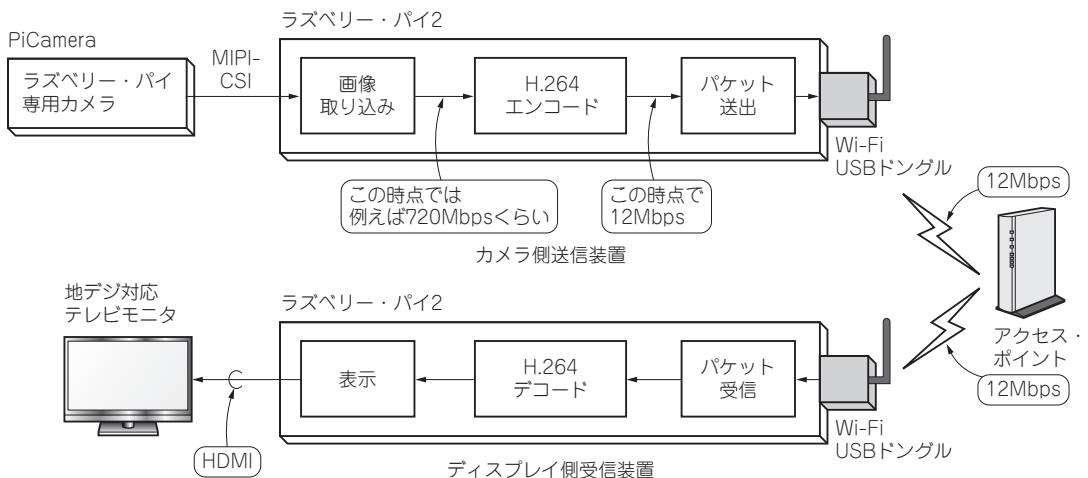 ラズベリー・パイ2
PiCamera
ラズベリー・パイ
専用カメラ
MIPI-
CSI
画像
取り込み
H.264
エンコード
パケット
送出
Wi-Fi
USBドングル
この時点では
例えば720Mbpsくらい
この時点で
12Mbps
カメラ側送信装置
12Mbps
アクセス・
ポイント
12Mbps
地デジ対応
テレビモニタ
ラズベリー・パイ2
表示
H.264
デコード
パケット
受信
Wi-Fi
USBドングル
HDMI
ディスプレイ側受信装置